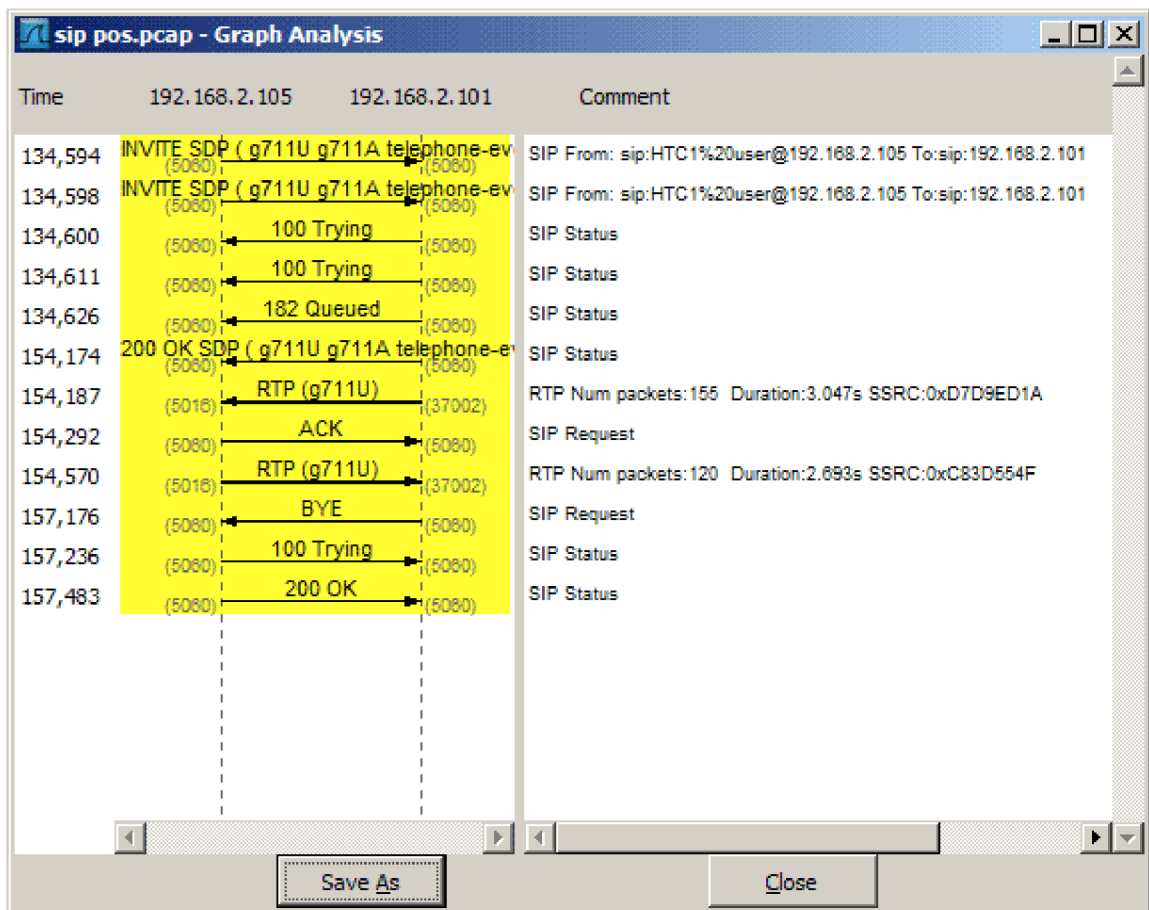 sip pos.pcap - Graph Analysis
Time 192.168.2.105 192.168.2.101 Comment
134,594 INVITE SDP ( g711U g711A telephone-ev (5060) (5060) SIP From: sip:HTC1%20user@192.168.2.105 To:sip:192.168.2.101
134,598 INVITE SDP ( g711U g711A telephone-ev (5060) (5060) SIP From: sip:HTC1%20user@192.168.2.105 To:sip:192.168.2.101
134,600 100 Trying (5060) (5060) SIP Status
134,611 100 Trying (5060) (5060) SIP Status
134,626 182 Queued (5060) (5060) SIP Status
154,174 200 OK SDP ( g711U g711A telephone-e (5060) (5060) SIP Status
154,187 RTP (g711U) (5016) (37002) RTP Num packets:155 Duration:3.047s SSRC:0xD7D9ED1A
154,292 ACK (5060) (5060) SIP Request
154,570 RTP (g711U) (5016) (37002) RTP Num packets:120 Duration:2.693s SSRC:0xC83D554F
157,176 BYE (5060) (5060) SIP Request
157,236 100 Trying (5060) (5060) SIP Status
157,483 200 OK (5060) (5060) SIP Status
Save As Close